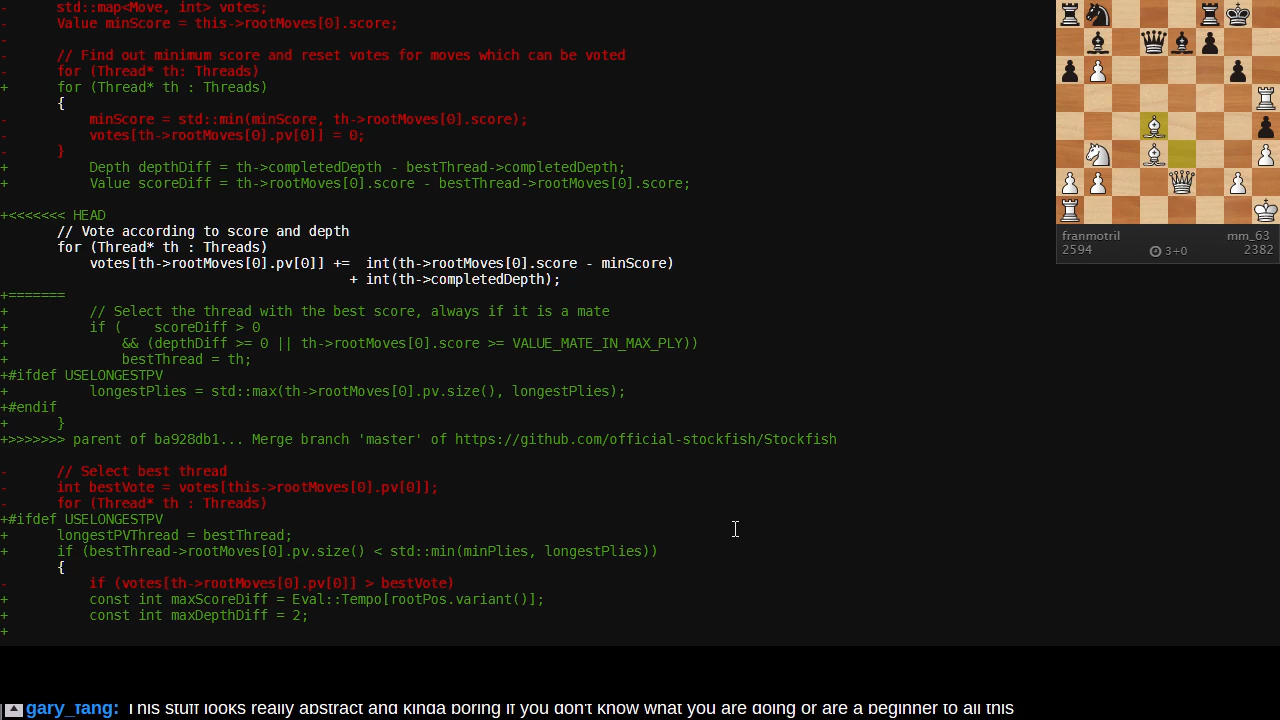 -      std::map<Move, int> votes;
-      Value minScore = this->rootMoves[0].score;
-
-      // Find out minimum score and reset votes for moves which can be voted
-      for (Thread* th: Threads)
+      for (Thread* th : Threads)
       {
-          minScore = std::min(minScore, th->rootMoves[0].score);
-          votes[th->rootMoves[0].pv[0]] = 0;
-      }
+          Depth depthDiff = th->completedDepth - bestThread->completedDepth;
+          Value scoreDiff = th->rootMoves[0].score - bestThread->rootMoves[0].score;
+<<<<<<< HEAD
       // Vote according to score and depth
       for (Thread* th : Threads)
           votes[th->rootMoves[0].pv[0]] +=  int(th->rootMoves[0].score - minScore)
                                          + int(th->completedDepth);
+=======
+          // Select the thread with the best score, always if it is a mate
+          if (    scoreDiff > 0
+              && (depthDiff >= 0 || th->rootMoves[0].score >= VALUE_MATE_IN_MAX_PLY))
+              bestThread = th;
+#ifdef USELONGESTPV
+          longestPlies = std::max(th->rootMoves[0].pv.size(), longestPlies);
+#endif
+      }
+>>>>>>> parent of ba928db1... Merge branch 'master' of https://github.com/official-stockfish/Stockfish
-      // Select best thread
-      int bestVote = votes[this->rootMoves[0].pv[0]];
-      for (Thread* th : Threads)
+#ifdef USELONGESTPV
+      longestPVThread = bestThread;
+      if (bestThread->rootMoves[0].pv.size() < std::min(minPlies, longestPlies))
       {
-          if (votes[th->rootMoves[0].pv[0]] > bestVote)
+          const int maxScoreDiff = Eval::Tempo[rootPos.variant()];
+          const int maxDepthDiff = 2;
+
franmotril mm_63
2594 3+0 2382
gary_fang: This stuff looks really abstract and kinda boring if you don't know what you are doing or are a beginner to all this